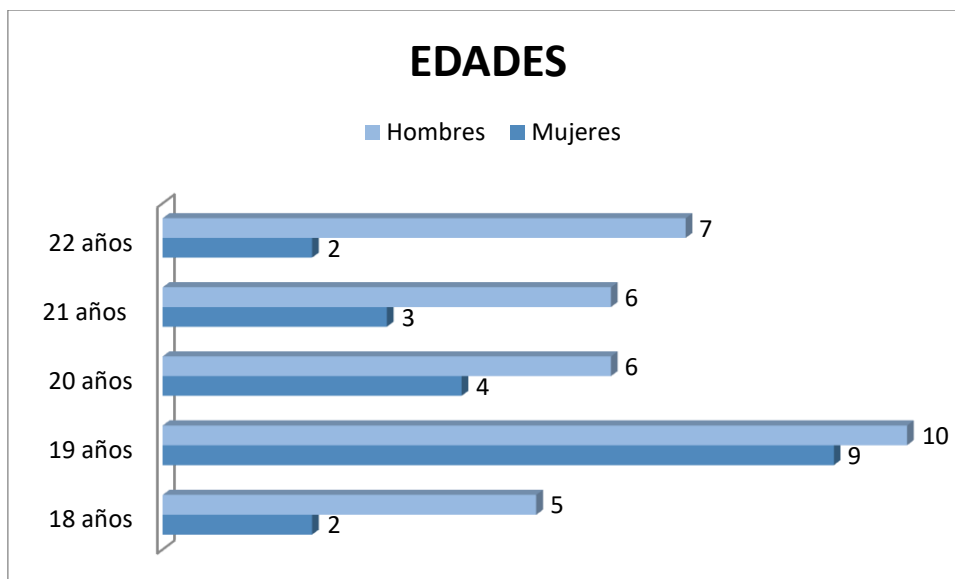 EDADES
Hombres Mujeres
22 años 7
2
21 años 6
3
20 años 6
4
19 años 10
9
18 años 5
2